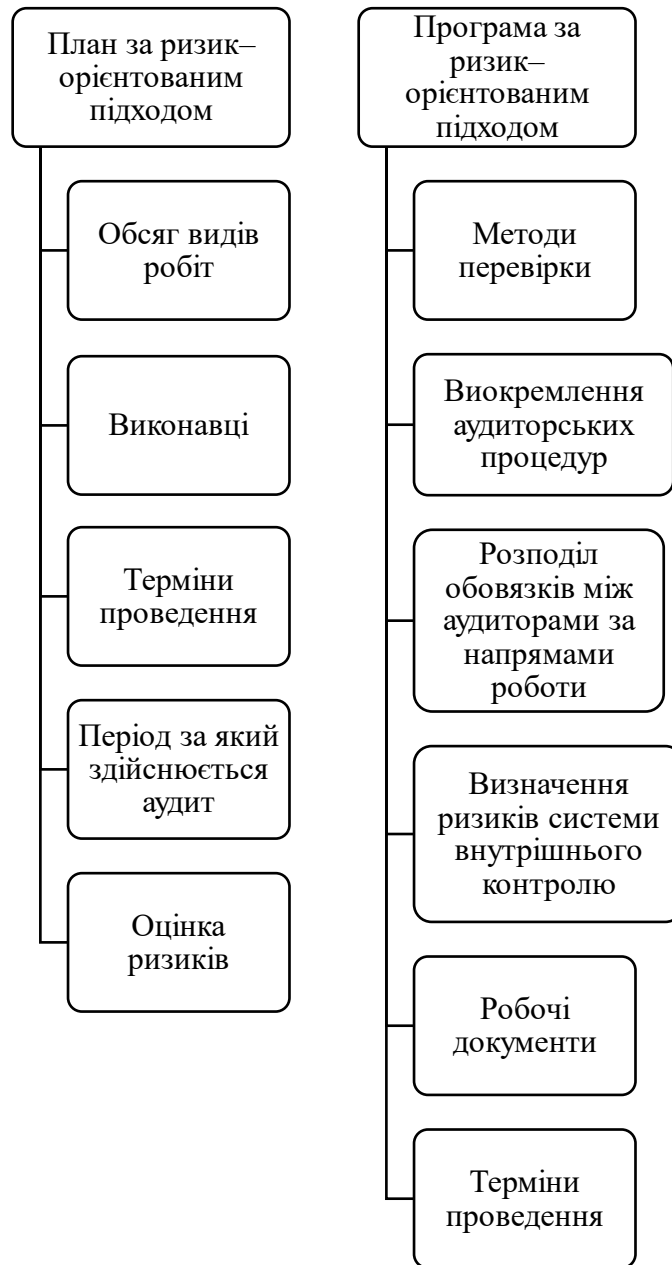 План за ризик–
орієнтованим
підходом
Обсяг видів
робіт
Виконавці
Терміни
проведення
Період за який
здійснюється
аудит
Оцінка
ризиків
Програма за
ризик–
орієнтованим
підходом
Методи
перевірки
Виокремлення
аудиторських
процедур
Розподіл
обовязків між
аудиторами за
напрямами
роботи
Визначення
ризиків системи
внутрішнього
контролю
Робочі
документи
Терміни
проведення